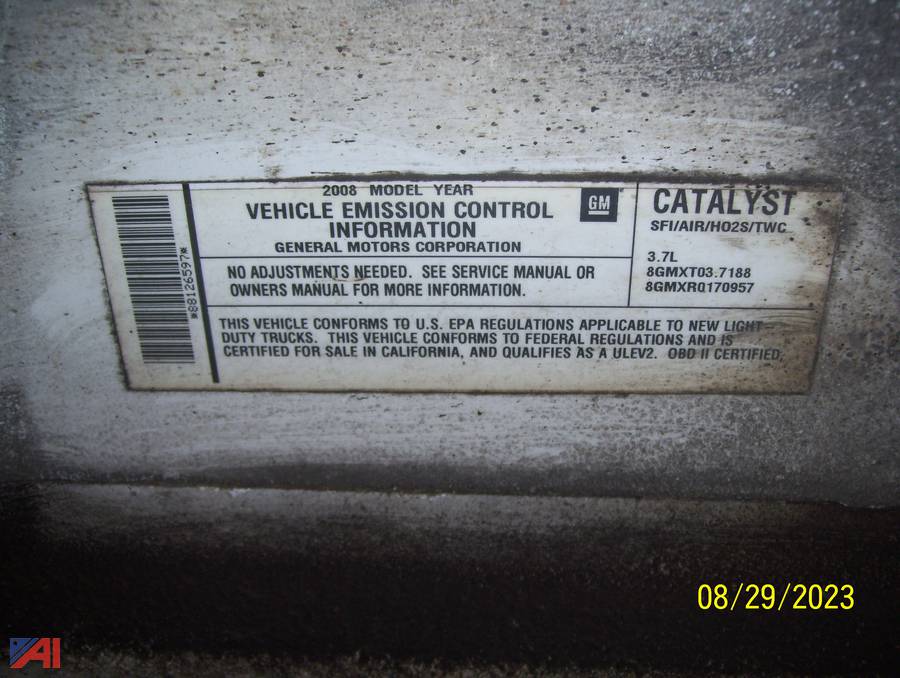 *88126597*
2008 MODEL YEAR
VEHICLE EMISSION CONTROL
INFORMATION
GENERAL MOTORS CORPORATION
GM
CATALYST
SFI/AIR/HO2S/TWC
3.7L
8GMXT03.7188
8GMXR0170957
NO ADJUSTMENTS NEEDED. SEE SERVICE MANUAL OR
OWNERS MANUAL FOR MORE INFORMATION.
THIS VEHICLE CONFORMS TO U.S. EPA REGULATIONS APPLICABLE TO NEW LIGHT-
DUTY TRUCKS. THIS VEHICLE CONFORMS TO FEDERAL REGULATIONS AND IS
CERTIFIED FOR SALE IN CALIFORNIA, AND QUALIFIES AS A ULEV2. OBD II CERTIFIED.
08/29/2023
AI